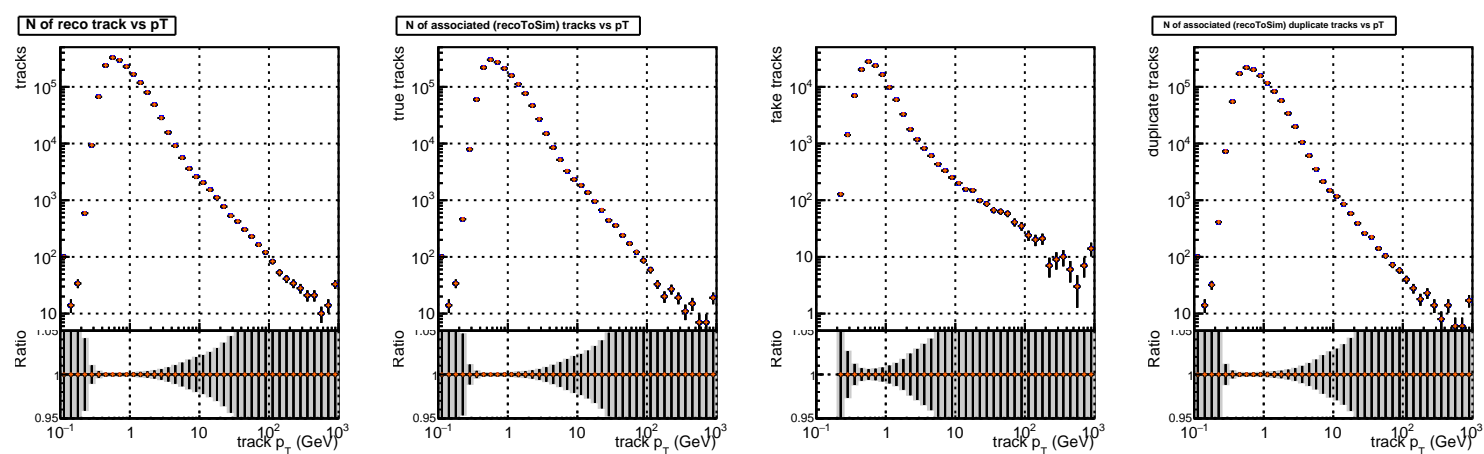 N of reco track vs pT
tracks
10^5
10^4
10^3
10^2
10
Ratio
1.05
1
0.95
10^-1 1 10 10^2 10^3
track p_T (GeV)
N of associated (recoToSim) tracks vs pT
true tracks
10^5
10^4
10^3
10^2
10
Ratio
1.05
1
0.95
10^-1 1 10 10^2 10^3
track p_T (GeV)
fake tracks
10^4
10^3
10^2
10
1
Ratio
1.05
1
0.95
10^-1 1 10 10^2 10^3
track p_T (GeV)
N of associated (recoToSim) duplicate tracks vs pT
duplicate tracks
10^5
10^4
10^3
10^2
10
Ratio
1.05
1
0.95
10^-1 1 10 10^2 10^3
track p_T (GeV)